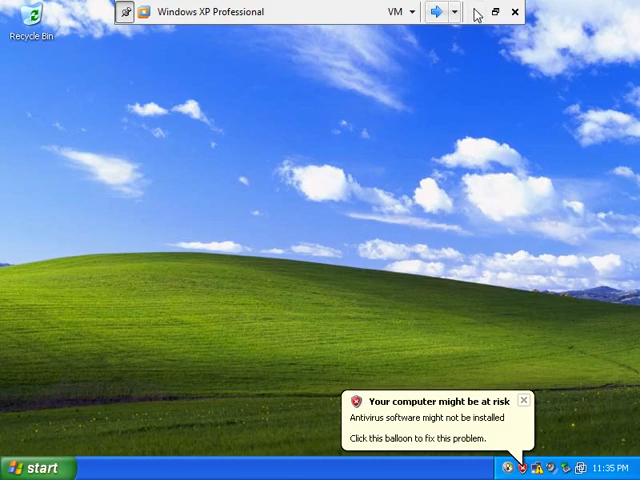 Windows XP Professional
VM
Recycle Bin
Your computer might be at risk
Antivirus software might not be installed
Click this balloon to fix this problem.
start
11:35 PM